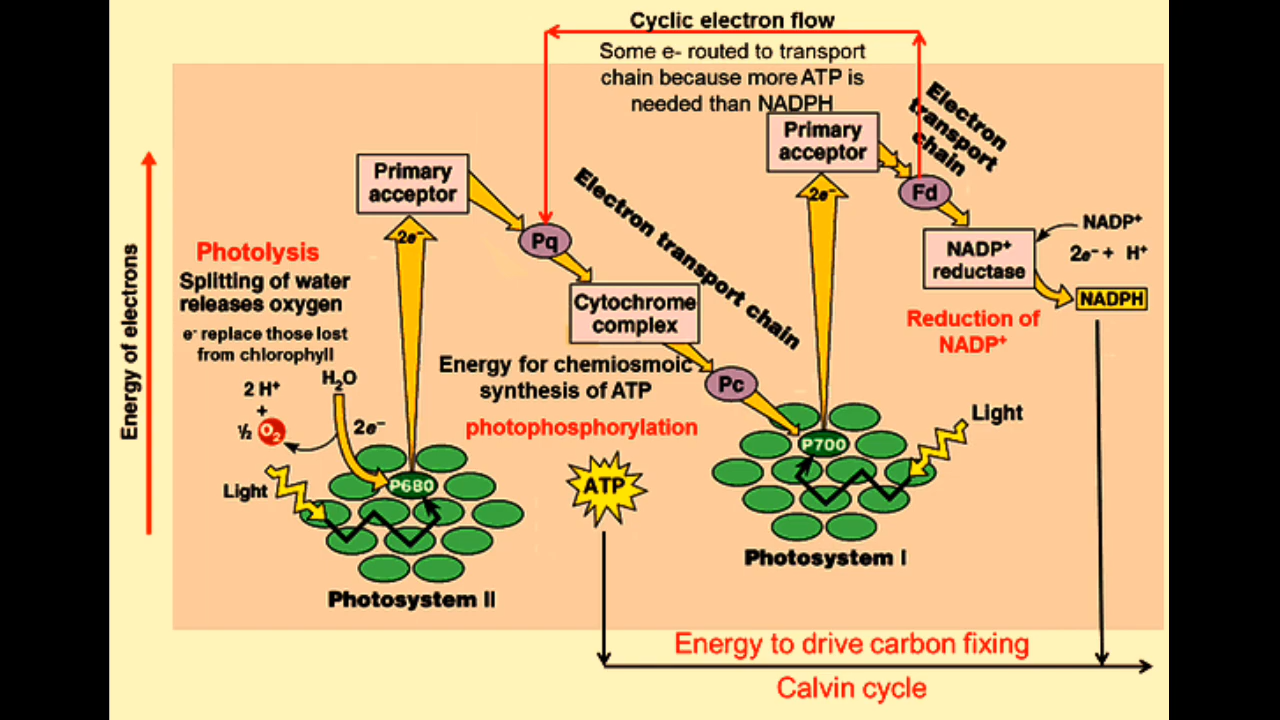 Cyclic electron flow
Some e- routed to transport
chain because more ATP is
needed than NADPH
Electron
transport
chain
Primary
acceptor
Primary
acceptor
2e⁻
2e⁻
Fd
Pq
Electron transport chain
NADP⁺
2e⁻ + H⁺
NADP⁺
reductase
NADPH
Reduction of
NADP⁺
Energy of electrons
Photolysis
Splitting of water
releases oxygen
e⁻ replace those lost
from chlorophyll
Cytochrome
complex
Energy for chemiosmoic
synthesis of ATP
photophosphorylation
Pc
2 H⁺
+
½ O₂
H₂O
2e⁻
Light
P680
Photosystem II
ATP
P700
Light
Photosystem I
Energy to drive carbon fixing
Calvin cycle